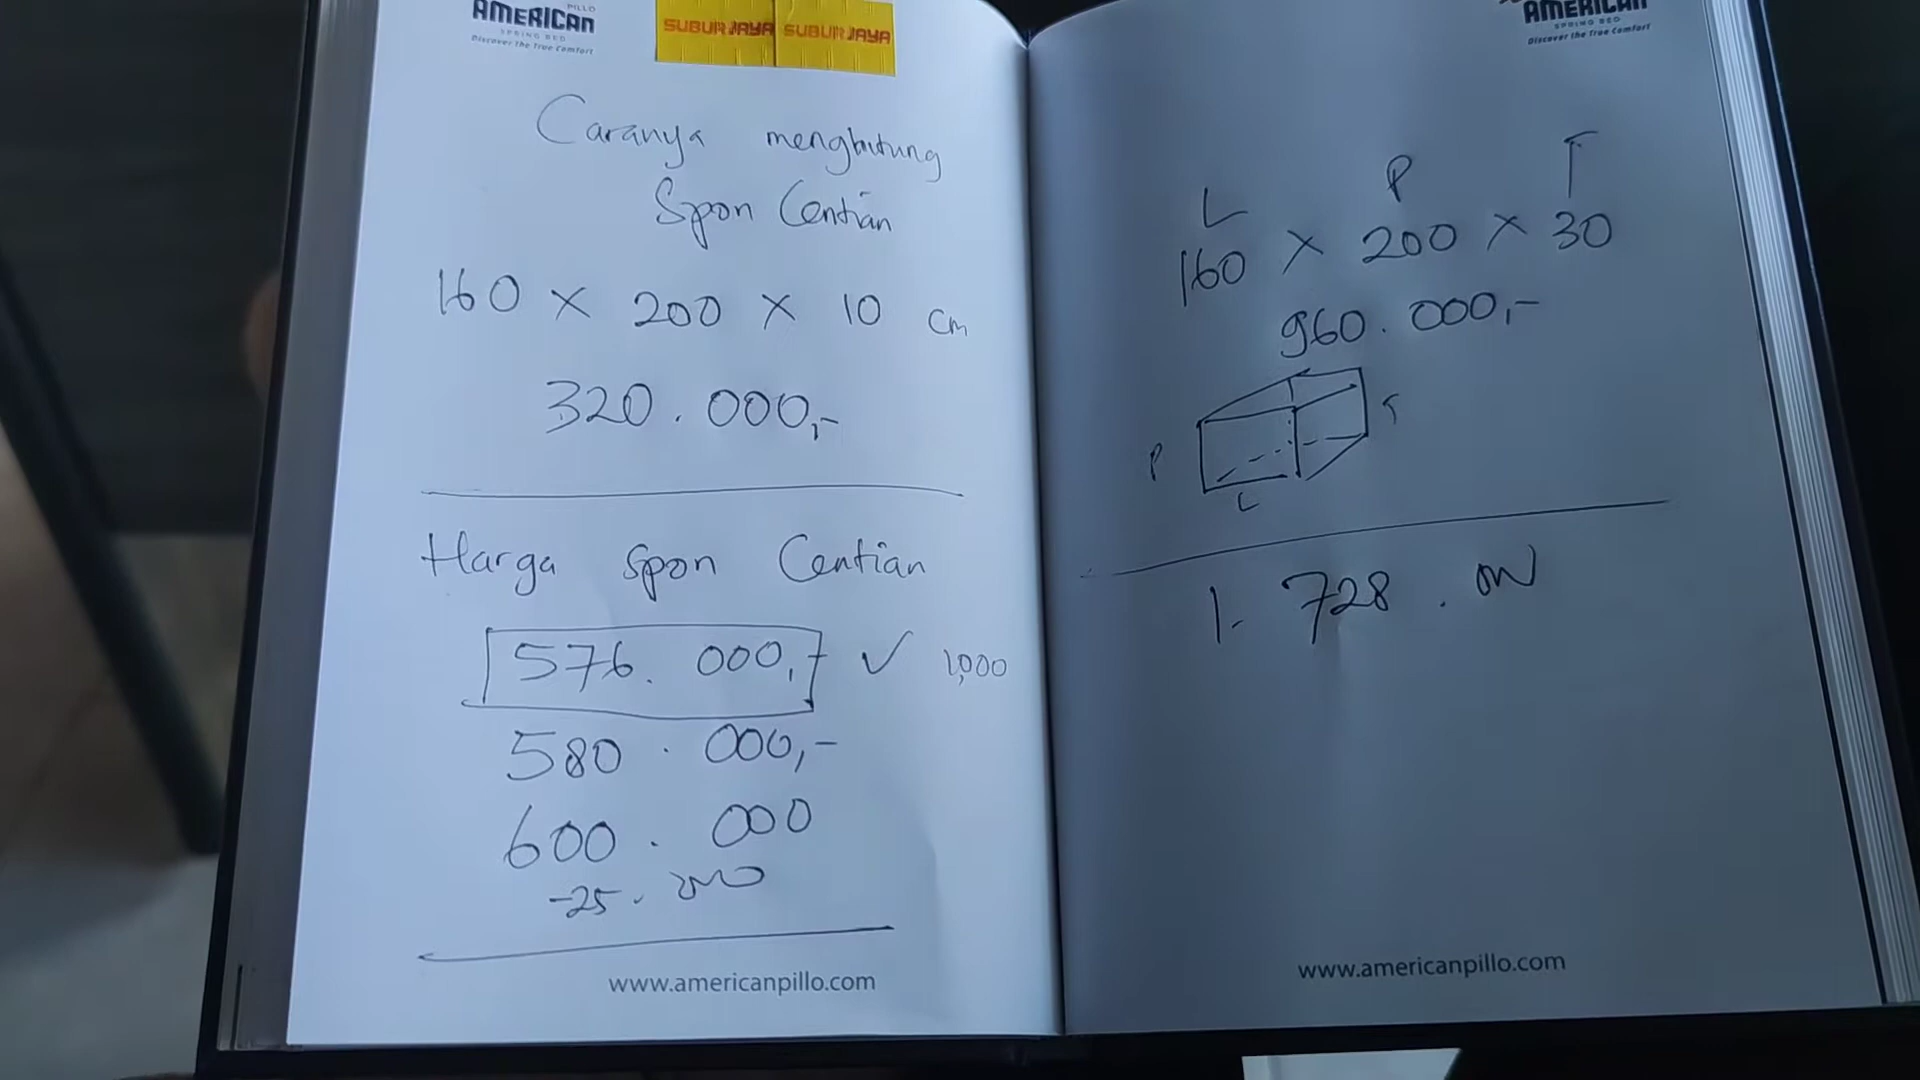 PILLO
AMERICAN
SPRING BED
Discover the True Comfort
SUBUR JAYA SUBUR JAYA
Caranya menghitung
Spon Centian
160 × 200 × 10 cm
320.000,-
Harga Spon Centian
576.000,- ✓ 1,000
580.000,-
600.000
-25.000
www.americanpillo.com
AMERICAN
SPRING BED
Discover the True Comfort
L P T
160 × 200 × 30
960.000,-
P T
L
1.728.000
www.americanpillo.com